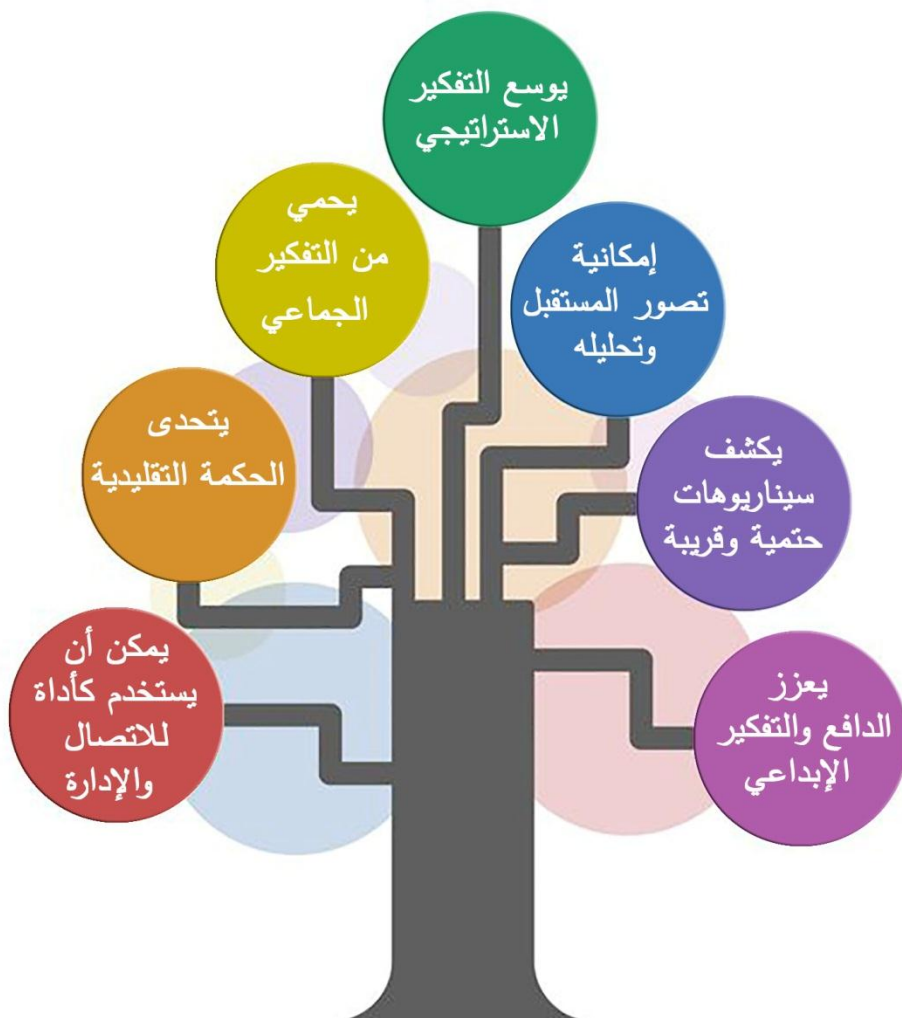 يوسع التفكير
الاستراتيجي
يحمي
من التفكير
الجماعي
إمكانية
تصور المستقبل
وتحليله
يتحدى
الحكمة التقليدية
يكشف
سيناريوهات
حتمية وقريبة
يمكن أن
يستخدم كأداة
للاتصال
والإدارة
يعزز
الدافع والتفكير
الإبداعي